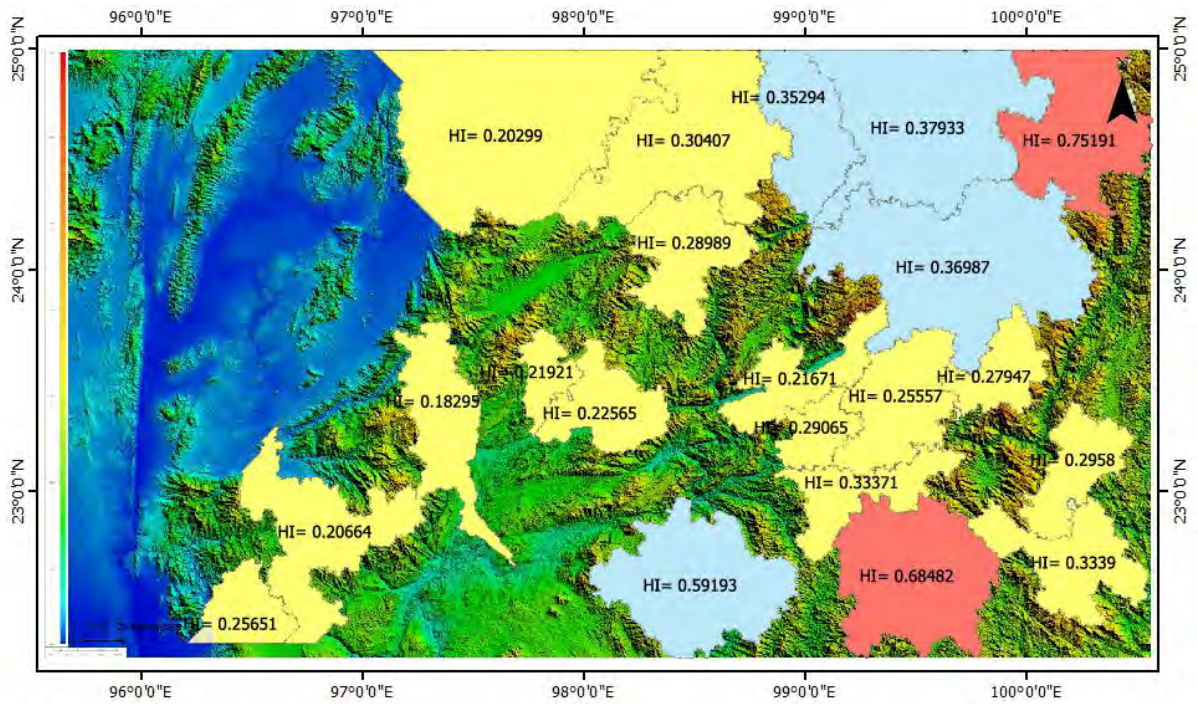 96°0'0"E 97°0'0"E 98°0'0"E 99°0'0"E 100°0'0"E
25°0'0"N
25°0'0"N
HI= 0.35294
HI= 0.20299
HI= 0.30407
HI= 0.37933
HI= 0.75191
HI= 0.28989
24°0'0"N
HI= 0.36987
24°0'0"N
HI= 0.21921
HI= 0.21671
HI= 0.27947
HI= 0.18295
HI= 0.22565
HI= 0.25557
HI= 0.29065
HI= 0.2958
23°0'0"N
HI= 0.33371
23°0'0"N
HI= 0.20664
HI= 0.59193
HI= 0.68482
HI= 0.3339
HI= 0.25651
96°0'0"E 97°0'0"E 98°0'0"E 99°0'0"E 100°0'0"E